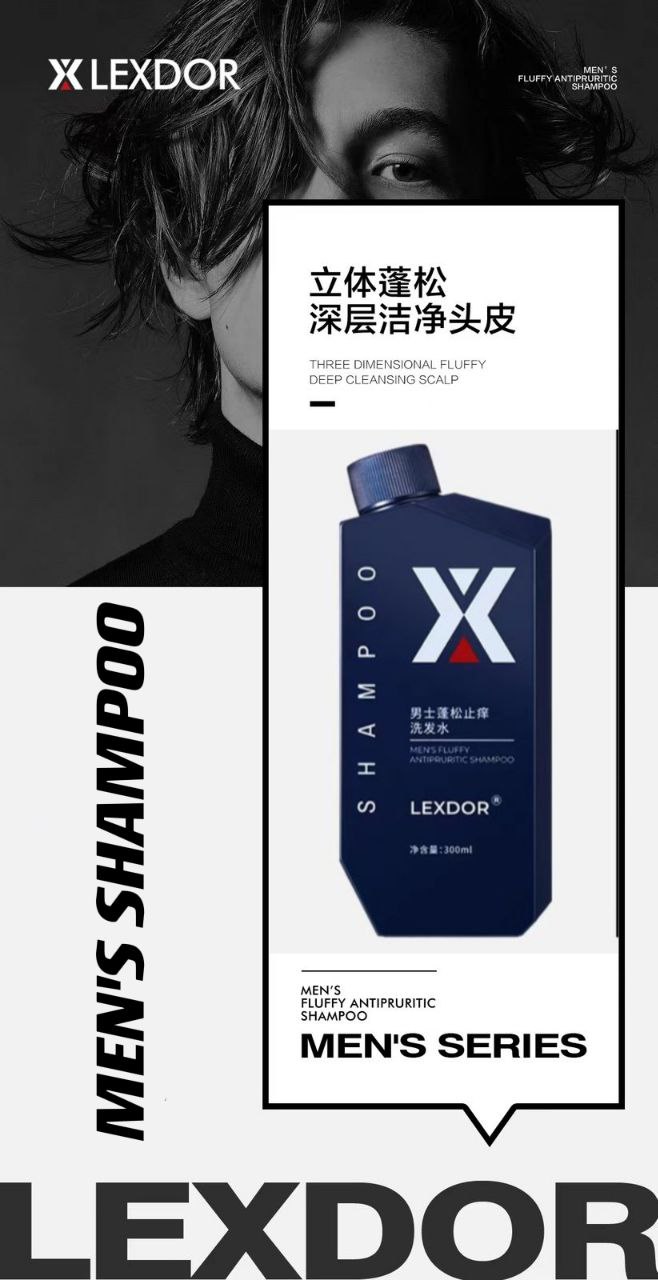 LEXDOR
MEN'S
FLUFFY ANTIPRURITIC
SHAMPOO
立体蓬松
深层洁净头皮
THREE DIMENSIONAL FLUFFY
DEEP CLEANSING SCALP
SHAMPOO
X
男士蓬松止痒
洗发水
MEN'S FLUFFY
ANTIPRURITIC SHAMPOO
LEXDOR®
净含量:300ml
MEN'S SHAMPOO
MEN'S
FLUFFY ANTIPRURITIC
SHAMPOO
MEN'S SERIES
LEXDOR